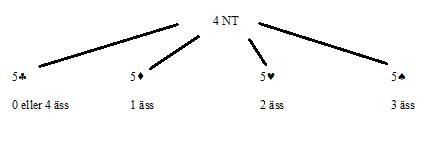 4 NT
5♣ 5♦ 5♥ 5♠
0 eller 4 äss 1 äss 2 äss 3 äss